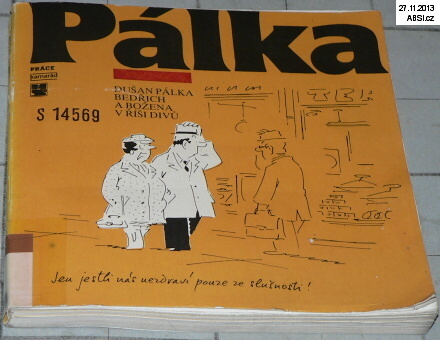 27.11.2013
ABSI.cz
Pálka
PRÁCE
kamarád
DUŠAN PÁLKA
BEDŘICH
A BOŽENA
V ŘÍŠI DIVŮ
S 14569
Jen jestli nás nezdraví pouze ze slušnosti!